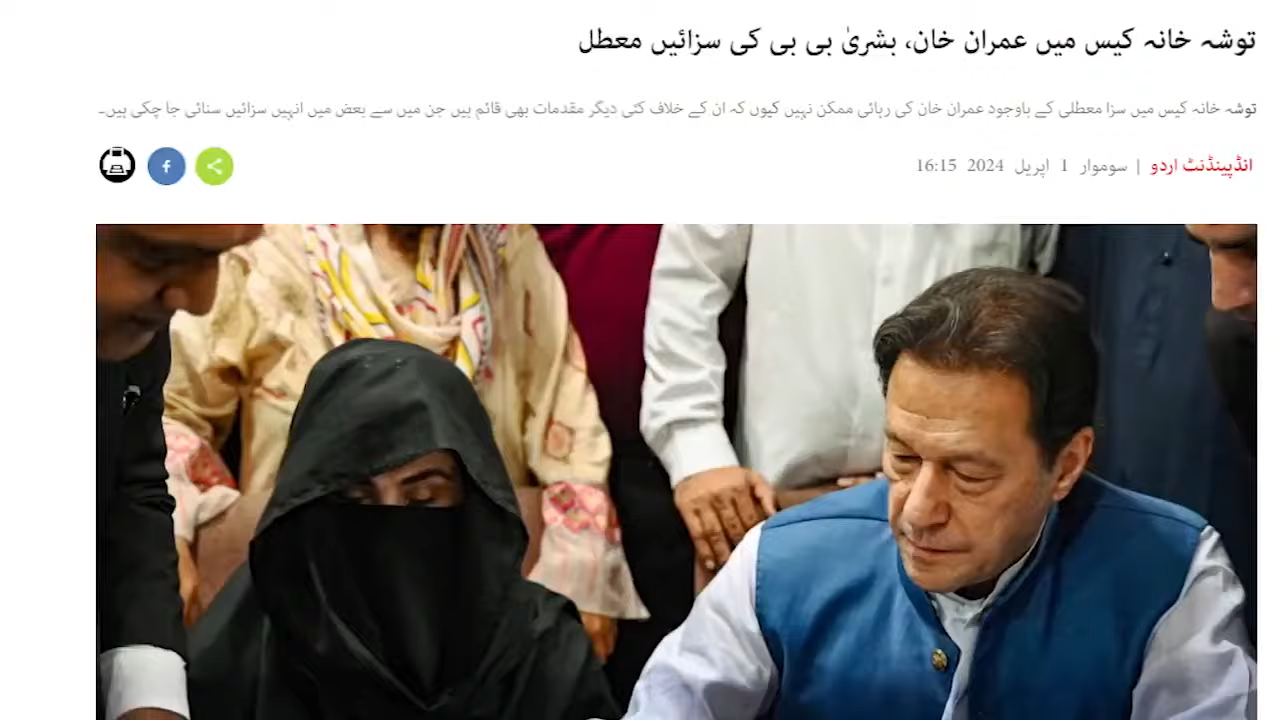 توشہ خانہ کیس میں عمران خان، بشریٰ بی بی کی سزائیں معطل
توشہ خانہ کیس میں سزا معطلی کے باوجود عمران خان کی رہائی ممکن نہیں کیوں کہ ان کے خلاف کئی دیگر مقدمات بھی قائم ہیں جن میں سے بعض میں انہیں سزائیں سنائی جا چکی ہیں۔
انڈپینڈنٹ اردو | سوموار 1 اپریل 2024 16:15